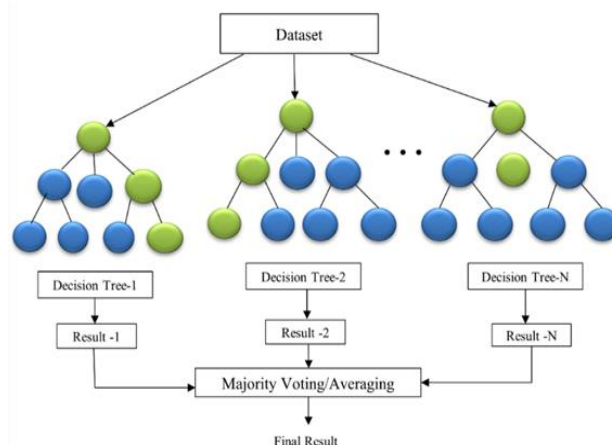 Dataset
Decision Tree-1
Decision Tree-2
Decision Tree-N
Result -1
Result -2
Result -N
Majority Voting/Averaging
Final Result